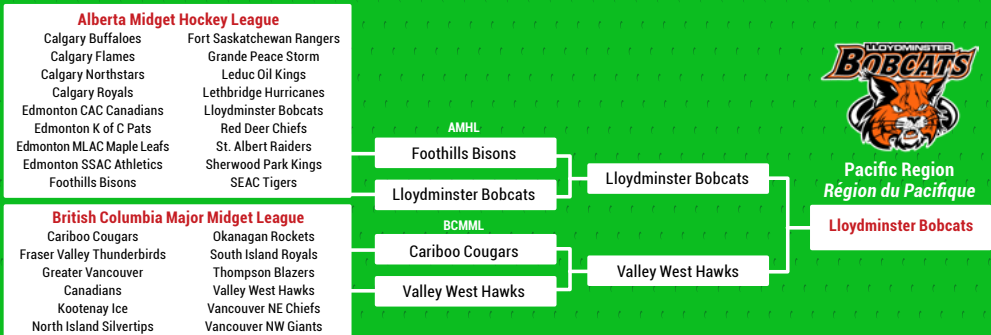 Alberta Midget Hockey League
Calgary Buffaloes
Calgary Flames
Calgary Northstars
Calgary Royals
Edmonton CAC Canadians
Edmonton K of C Pats
Edmonton MLAC Maple Leafs
Edmonton SSAC Athletics
Foothills Bisons
Fort Saskatchewan Rangers
Grande Peace Storm
Leduc Oil Kings
Lethbridge Hurricanes
Lloydminster Bobcats
Red Deer Chiefs
St. Albert Raiders
Sherwood Park Kings
SEAC Tigers
British Columbia Major Midget League
Cariboo Cougars
Fraser Valley Thunderbirds
Greater Vancouver
Canadians
Kootenay Ice
North Island Silvertips
Okanagan Rockets
South Island Royals
Thompson Blazers
Valley West Hawks
Vancouver NE Chiefs
Vancouver NW Giants
AMHL
Foothills Bisons
Lloydminster Bobcats
BCMML
Cariboo Cougars
Valley West Hawks
Lloydminster Bobcats
Valley West Hawks
LLOYDMINSTER
BOBCATS
Pacific Region
Région du Pacifique
Lloydminster Bobcats